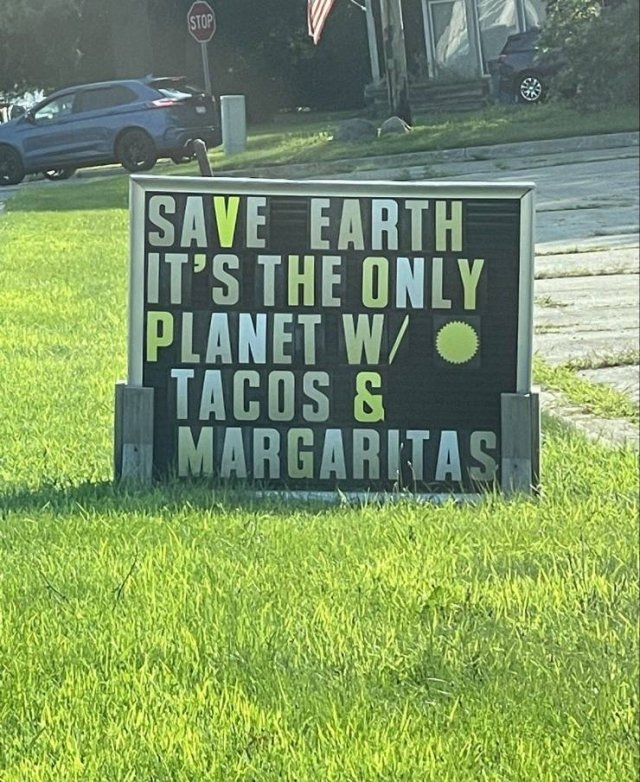 STOP
SAVE EARTH
IT'S THE ONLY
PLANET W/
TACOS &
MARGARITAS